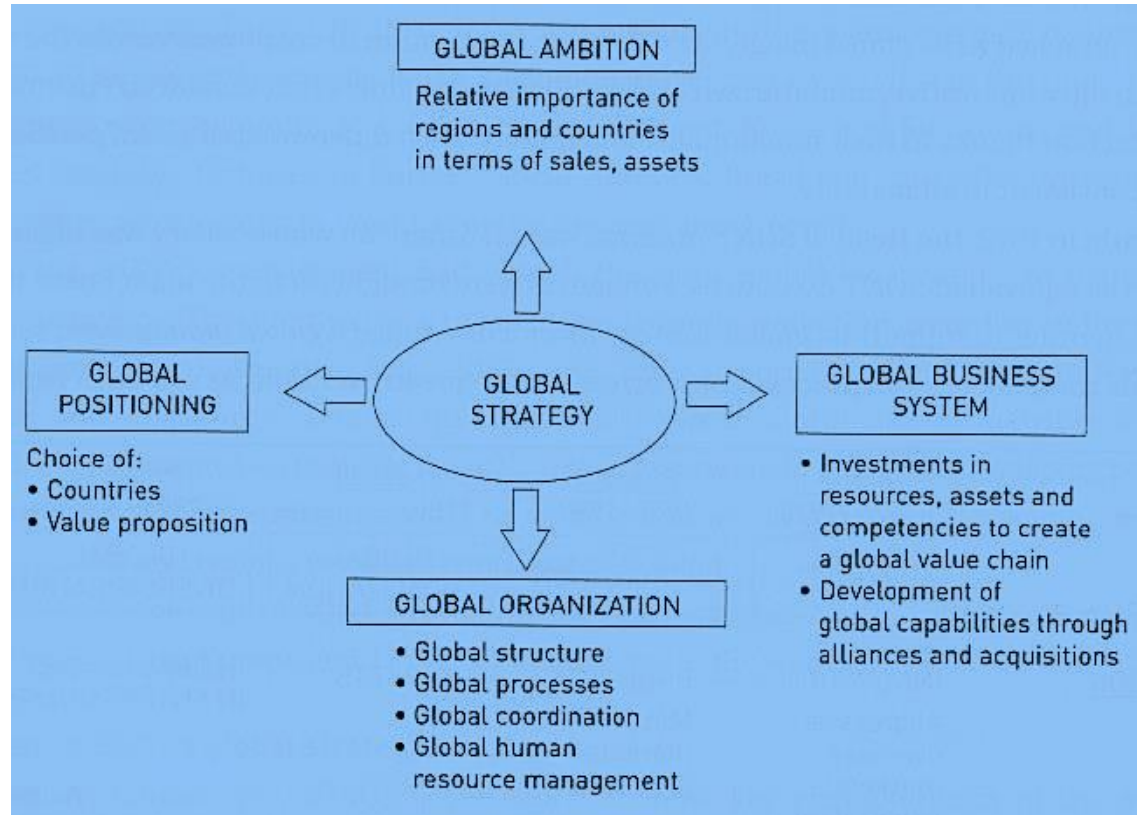 GLOBAL AMBITION
Relative importance of
regions and countries
in terms of sales, assets
GLOBAL
POSITIONING
Choice of:
• Countries
• Value proposition
GLOBAL
STRATEGY
GLOBAL BUSINESS
SYSTEM
• Investments in
resources, assets and
competencies to create
a global value chain
• Development of
global capabilities through
alliances and acquisitions
GLOBAL ORGANIZATION
• Global structure
• Global processes
• Global coordination
• Global human
resource management